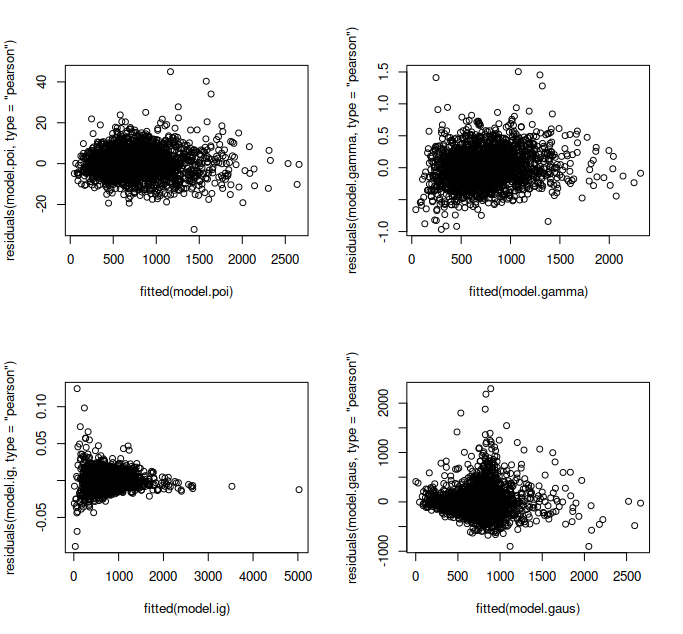 residuals(model.poi, type = "pearson")
40
20
0
-20
0 500 1000 1500 2000 2500
fitted(model.poi)
residuals(model.gamma, type = "pearson")
1.5
1.0
0.5
0.0
-1.0
0 500 1000 1500 2000
fitted(model.gamma)
residuals(model.ig, type = "pearson")
0.10
0.05
-0.05
0 1000 2000 3000 4000 5000
fitted(model.ig)
residuals(model.gaus, type = "pearson")
2000
1000
0
-1000
0 500 1000 1500 2000 2500
fitted(model.gaus)